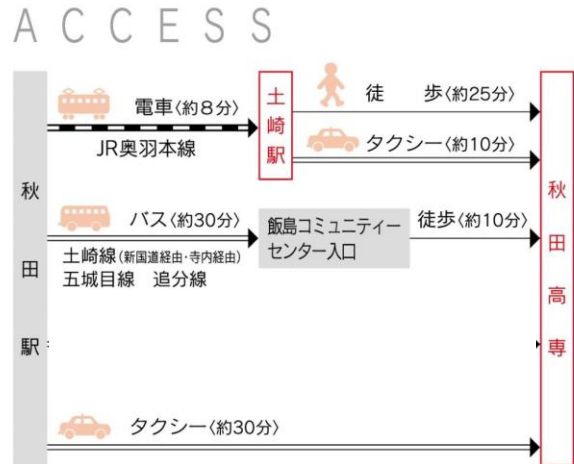 ACCESS
秋田駅
電車〈約8分〉
JR奥羽本線
土崎駅
徒　歩〈約25分〉
タクシー〈約10分〉
バス〈約30分〉
土崎線(新国道経由・寺内経由)
五城目線　追分線
飯島コミュニティー
センター入口
徒歩〈約10分〉
タクシー〈約30分〉
秋田高専